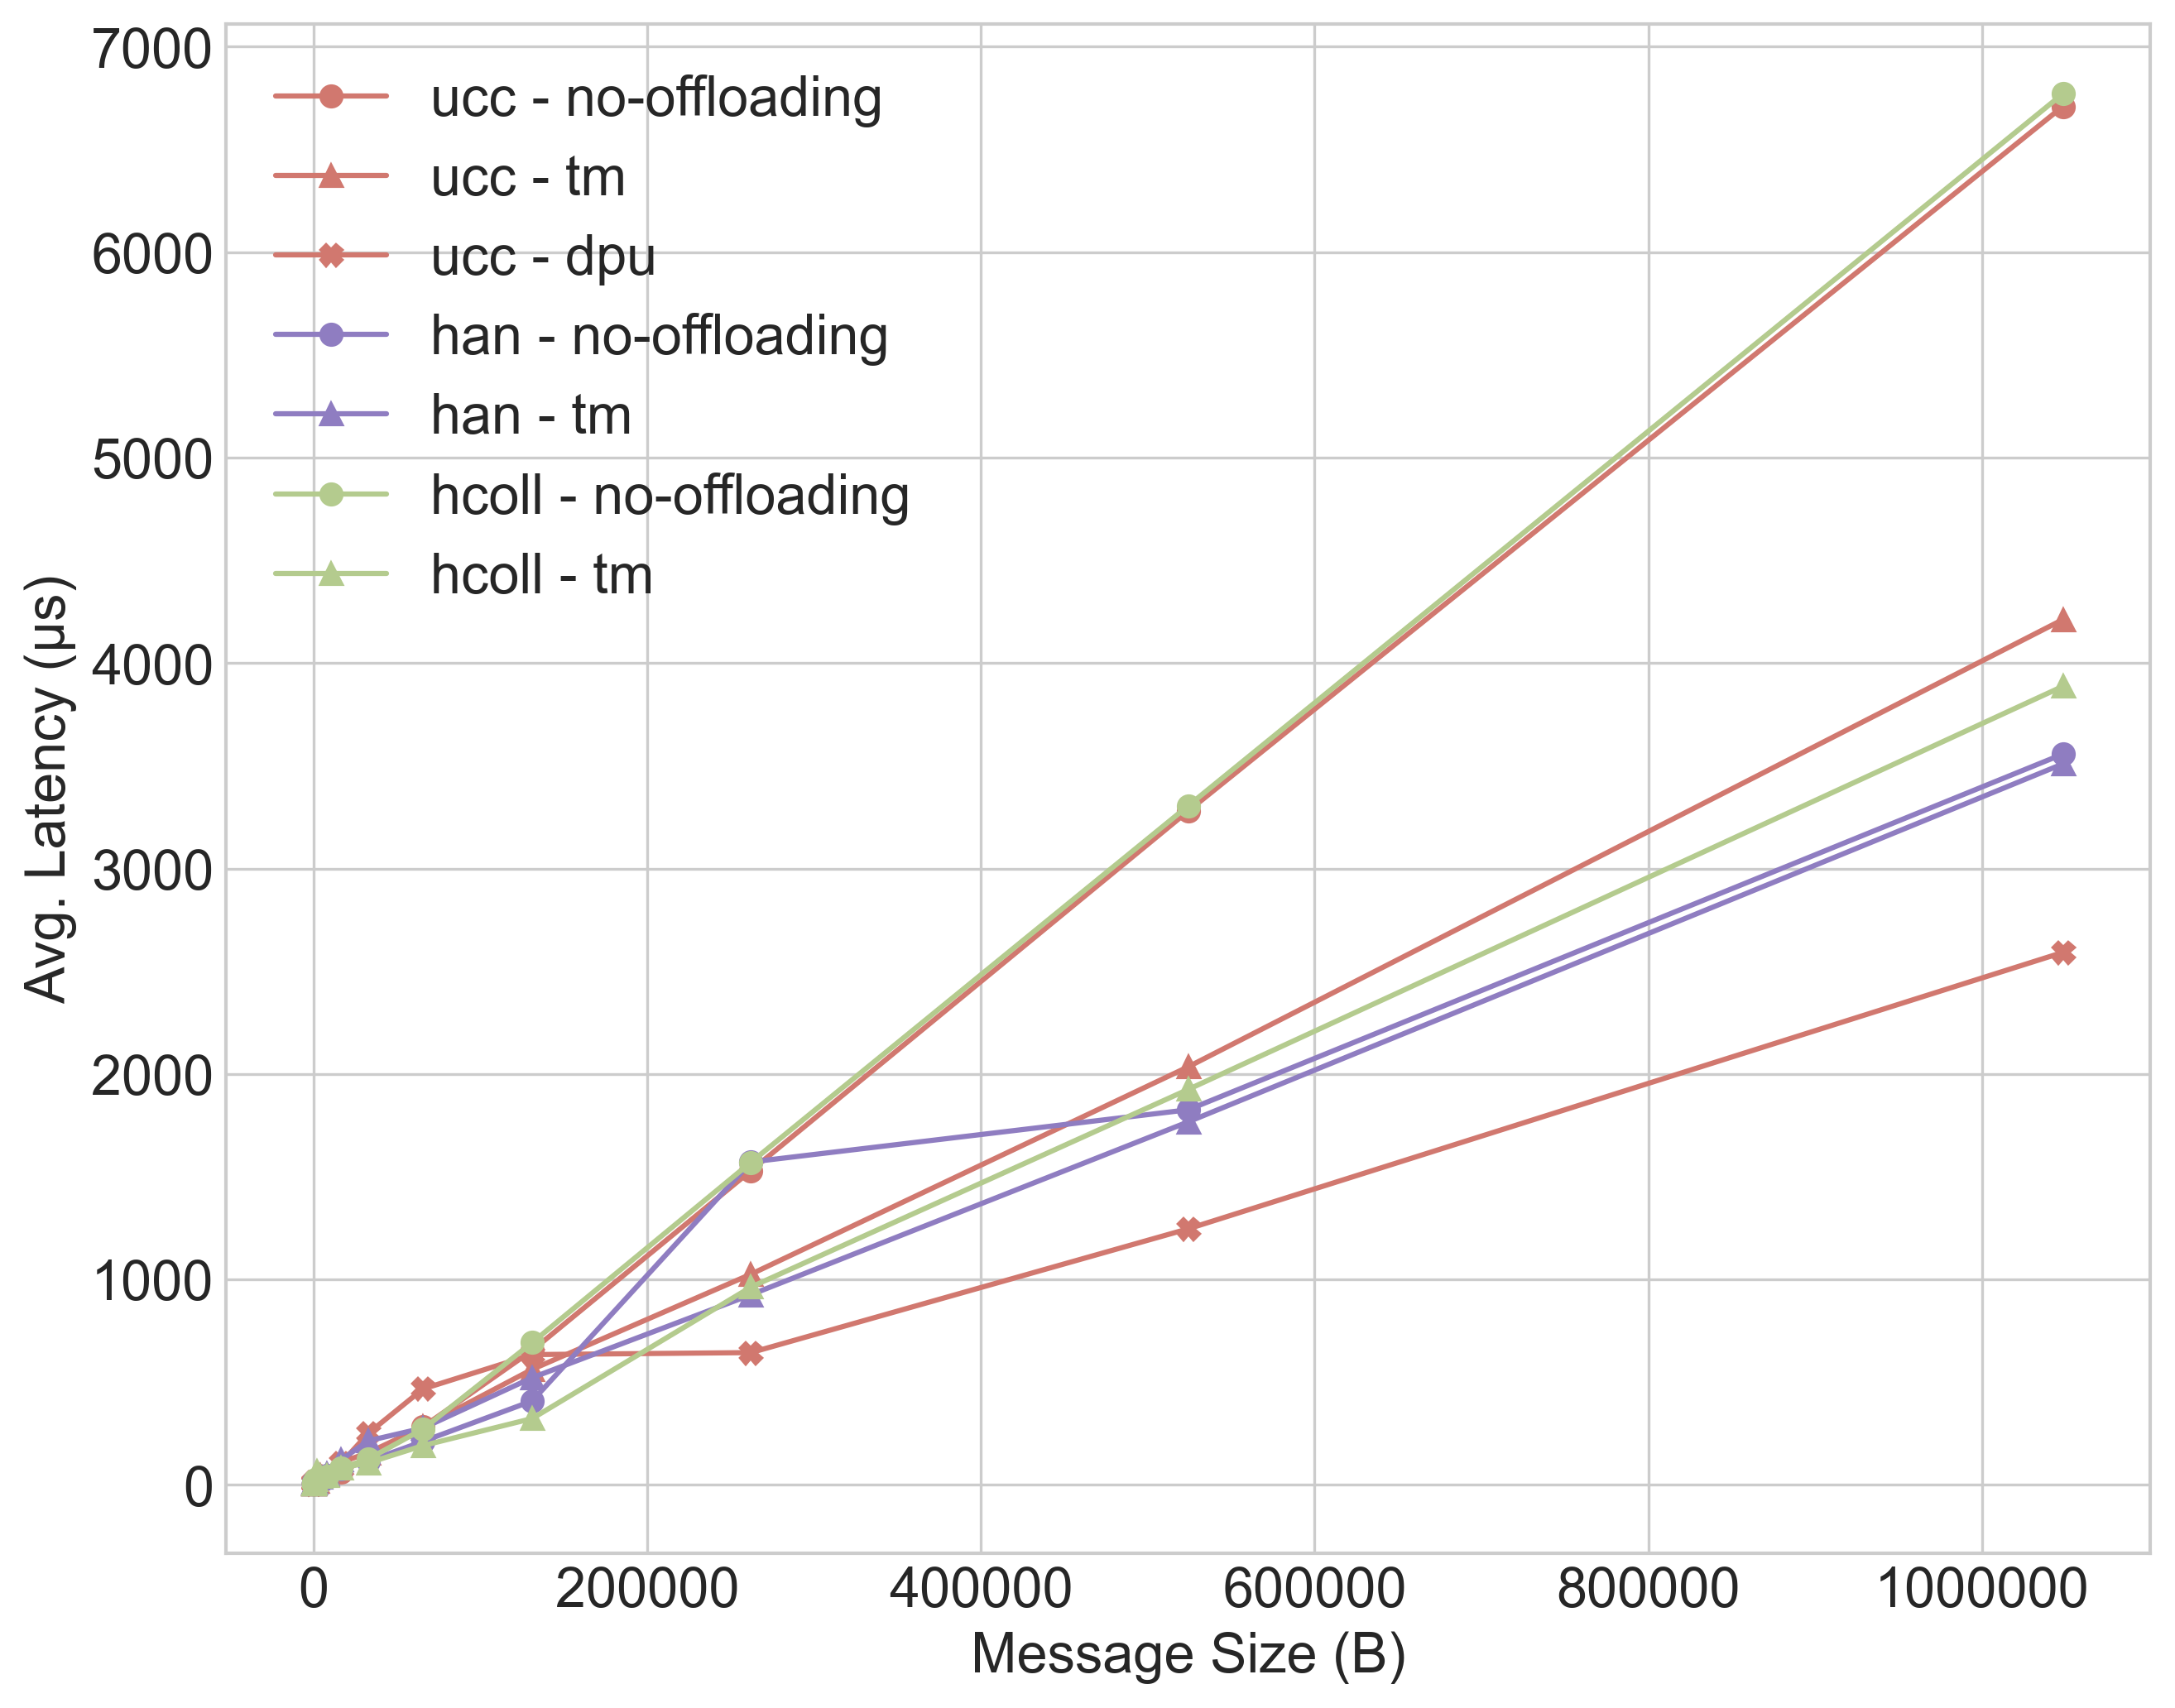 7000
6000
5000
4000
3000
2000
1000
0
Avg. Latency (µs)
ucc - no-offloading
ucc - tm
ucc - dpu
han - no-offloading
han - tm
hcoll - no-offloading
hcoll - tm
0 200000 400000 600000 800000 1000000
Message Size (B)